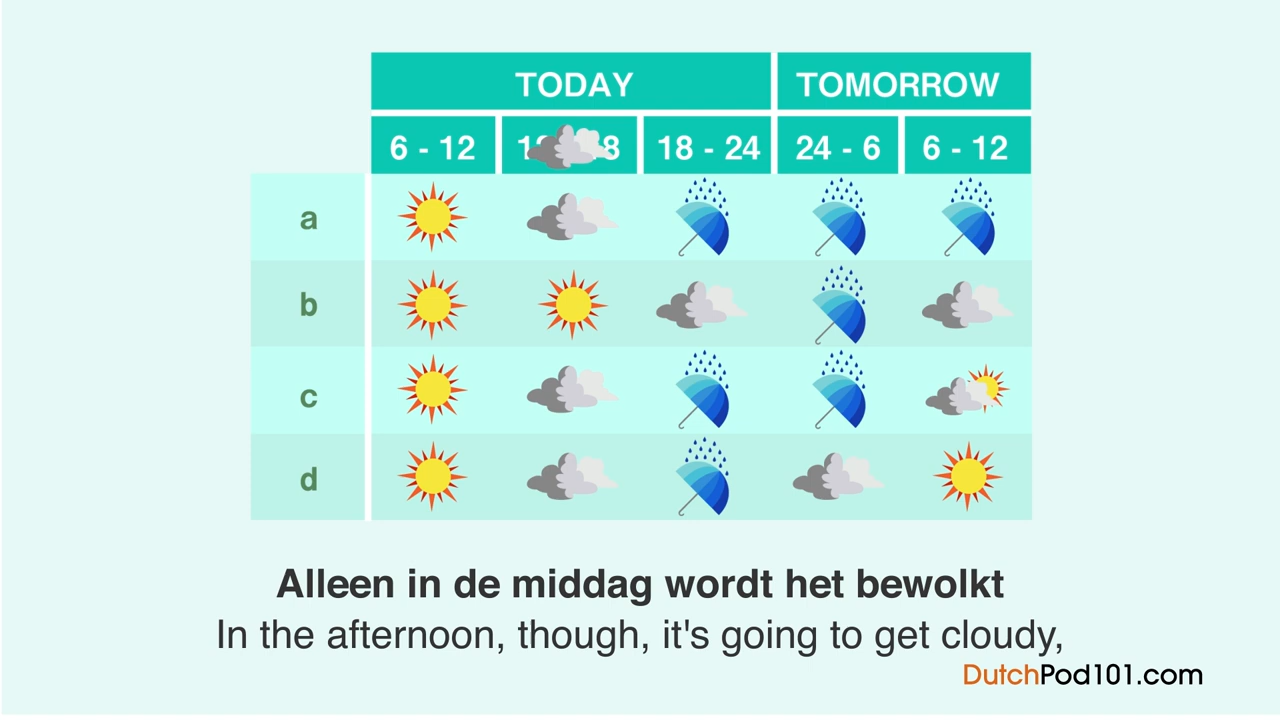 TODAY TOMORROW
6 - 12 18 - 24 24 - 6 6 - 12
a
b
c
d
Alleen in de middag wordt het bewolkt
In the afternoon, though, it's going to get cloudy,
DutchPod101.com